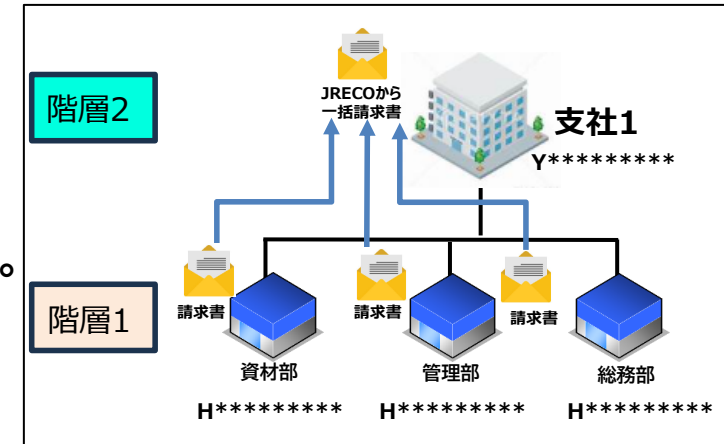 階層2
JRECOから
一括請求書
支社1
Y*********
。
階層1
請求書
請求書
請求書
資材部
管理部
総務部
H*********
H*********
H*********